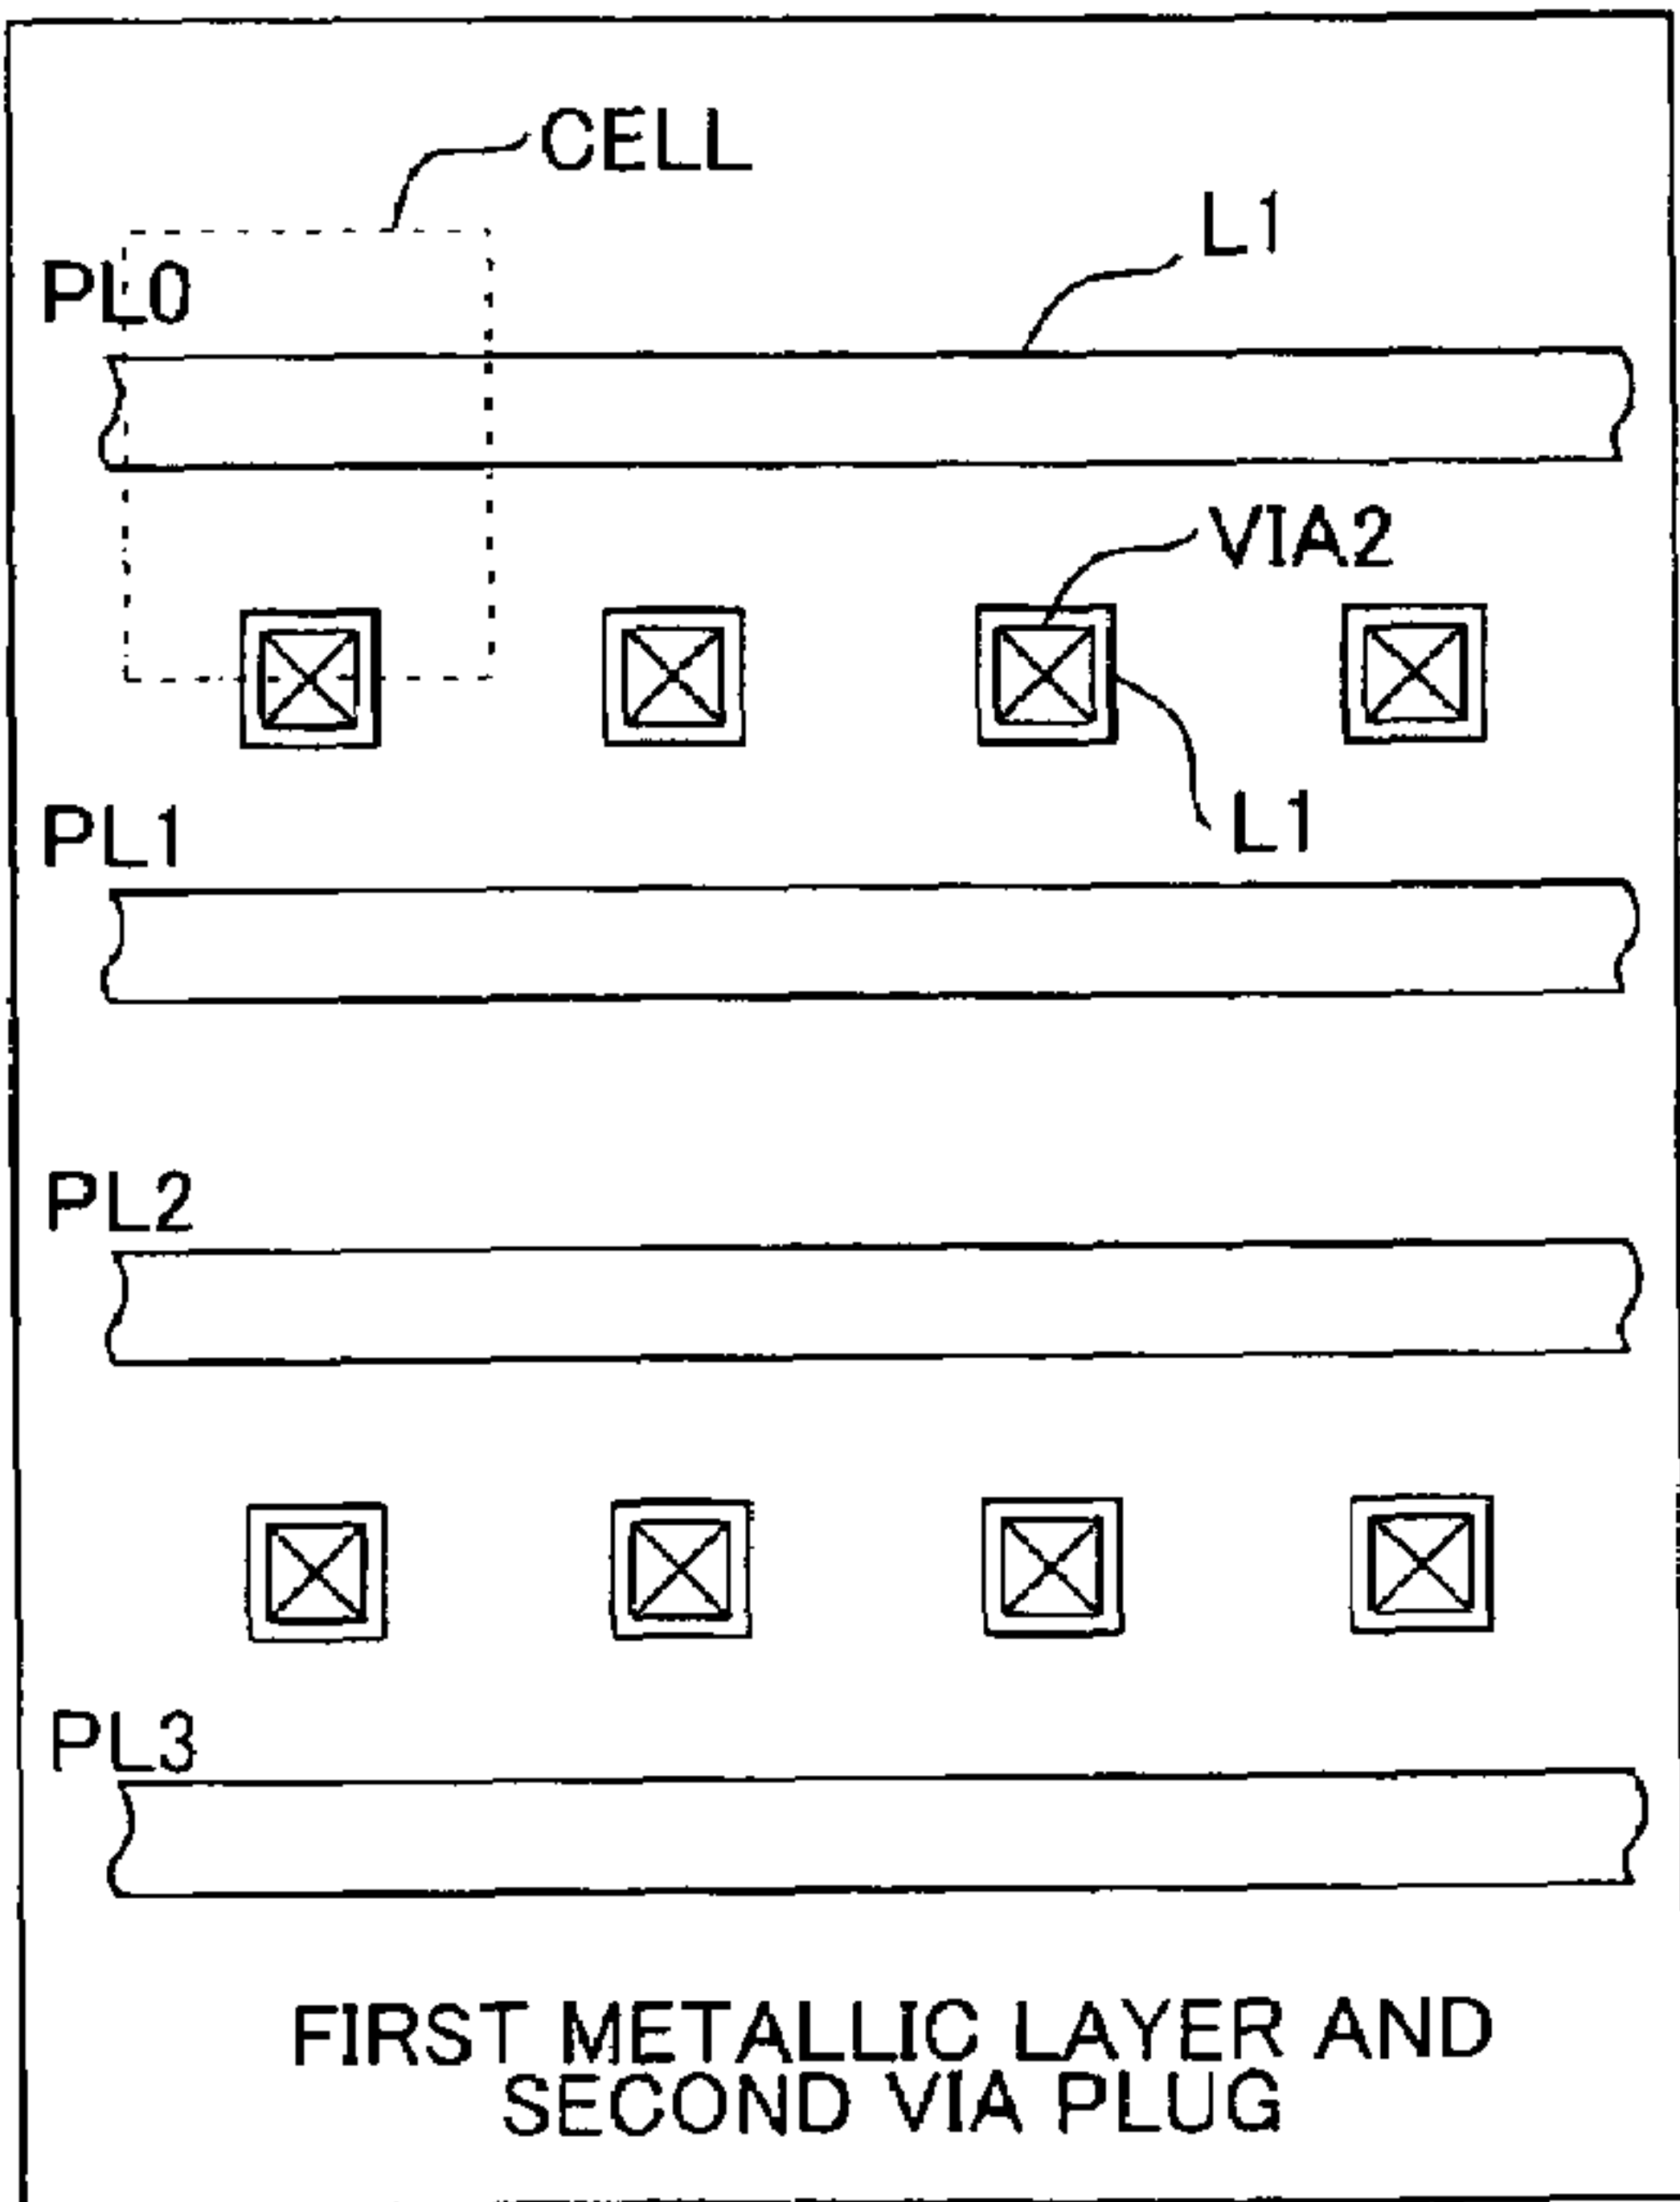 CELL
L1
PL0
VIA2
PL1
L1
PL2
PL3
FIRST METALLIC LAYER AND
SECOND VIA PLUG